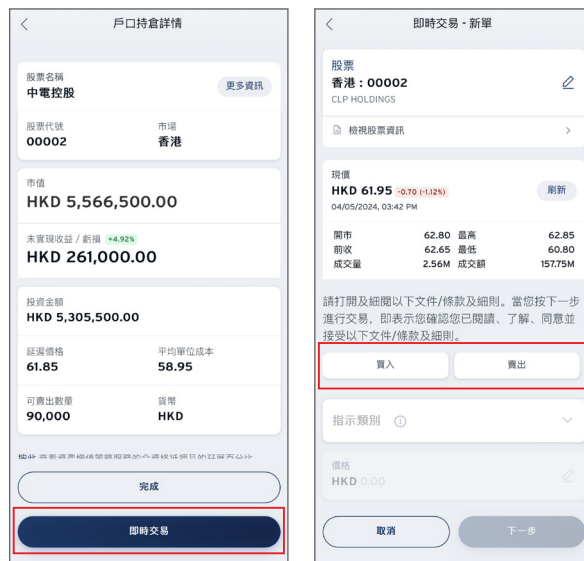 戶口持倉詳情
股票名稱
中電控股
更多資訊
股票代號
市場
00002
香港
市值
HKD 5,566,500.00
未實現收益 / 虧損 +4.92%
HKD 261,000.00
投資金額
HKD 5,305,500.00
延遲價格
平均單位成本
61.85
58.95
可賣出數量
貨幣
90,000
HKD
完成
即時交易
即時交易 - 新單
股票
香港 : 00002
CLP HOLDINGS
檢視股票資訊
現價
HKD 61.95 -0.70 (-1.12%)
刷新
04/05/2024, 03:42 PM
開市 62.80 最高 62.85
前收 62.65 最低 60.80
成交量 2.56M 成交額 157.75M
請打開及細閱以下文件/條款及細則。當您按下一步
進行交易，即表示您確認您已閱讀、了解、同意並
接受以下文件/條款及細則。
買入
賣出
指示類別
價格
HKD 0.00
取消
下一步